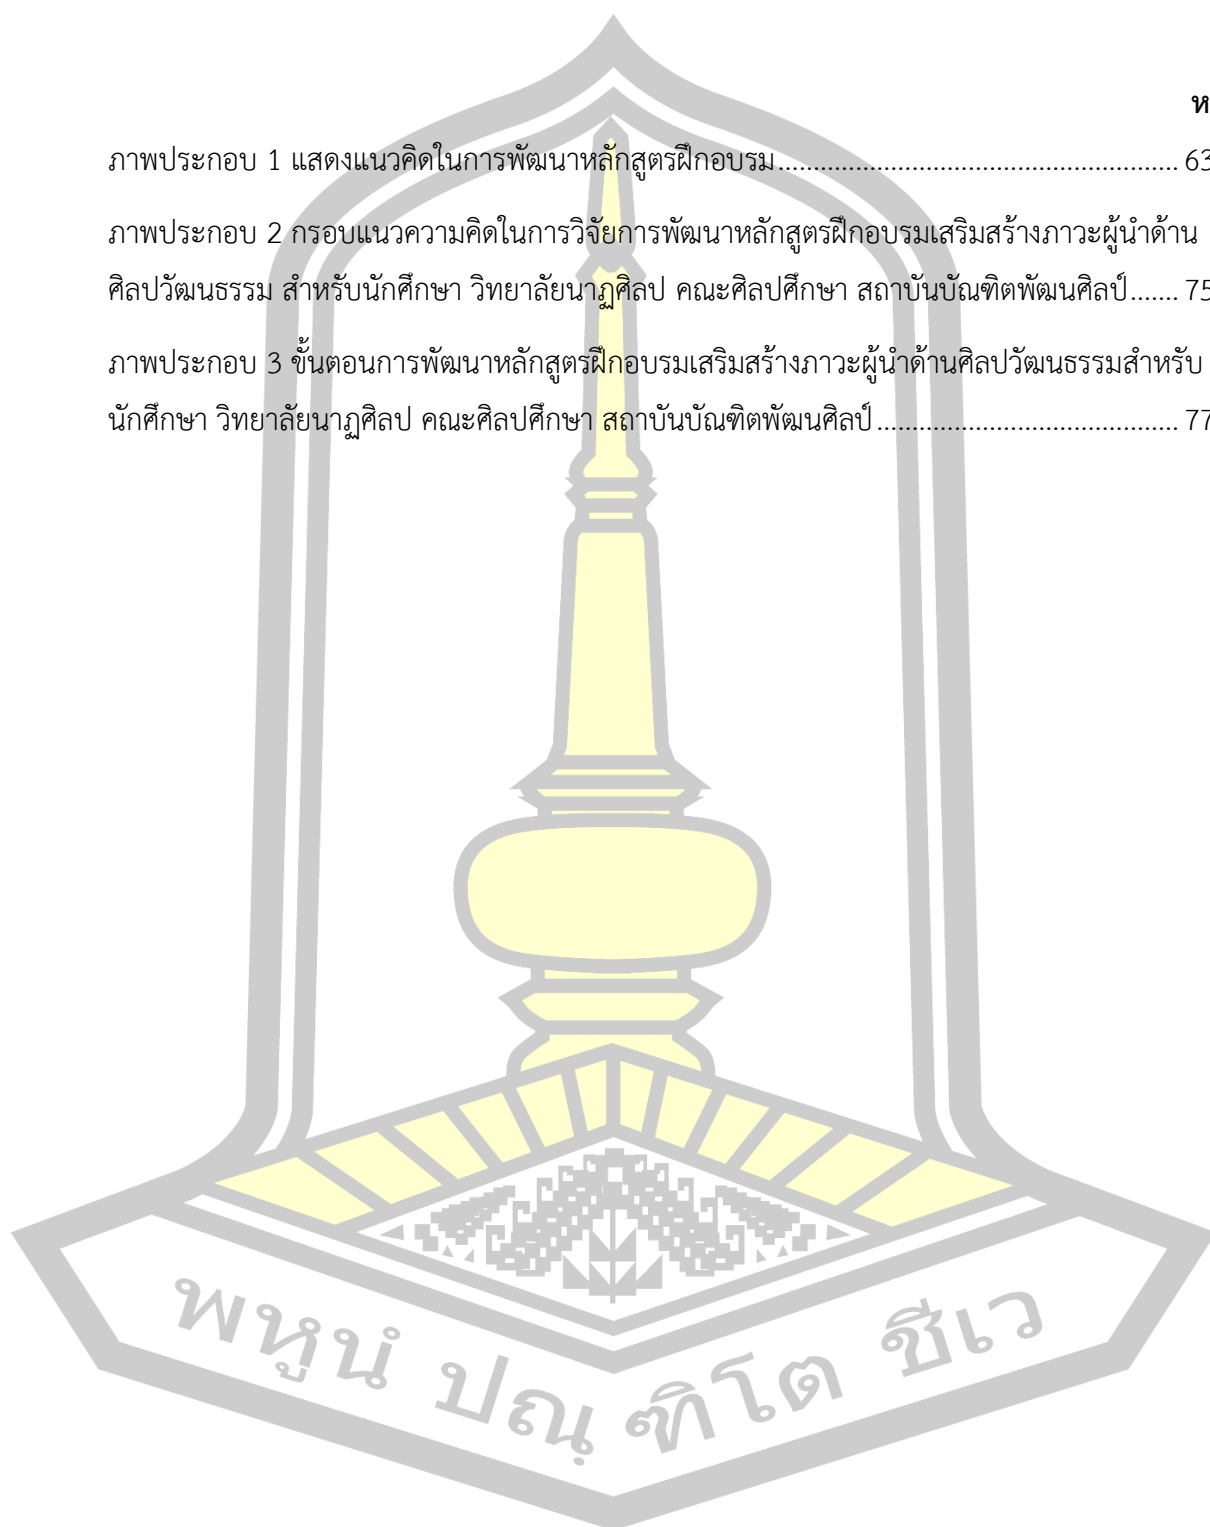 ห
ภาพประกอบ 1 แสดงแนวคิดในการพัฒนาหลักสูตรฝึกอบรม..................................................... 63
ภาพประกอบ 2 กรอบแนวความคิดในการวิจัยการพัฒนาหลักสูตรฝึกอบรมเสริมสร้างภาวะผู้นำด้าน
ศิลปวัฒนธรรม สำหรับนักศึกษา วิทยาลัยนาฏศิลป คณะศิลปศึกษา สถาบันบัณฑิตพัฒนศิลป์....... 75
ภาพประกอบ 3 ขั้นตอนการพัฒนาหลักสูตรฝึกอบรมเสริมสร้างภาวะผู้นำด้านศิลปวัฒนธรรมสำหรับ
นักศึกษา วิทยาลัยนาฏศิลป คณะศิลปศึกษา สถาบันบัณฑิตพัฒนศิลป์........................................ 77
พหูนํ ปณฺ ฑิโต ชีเว